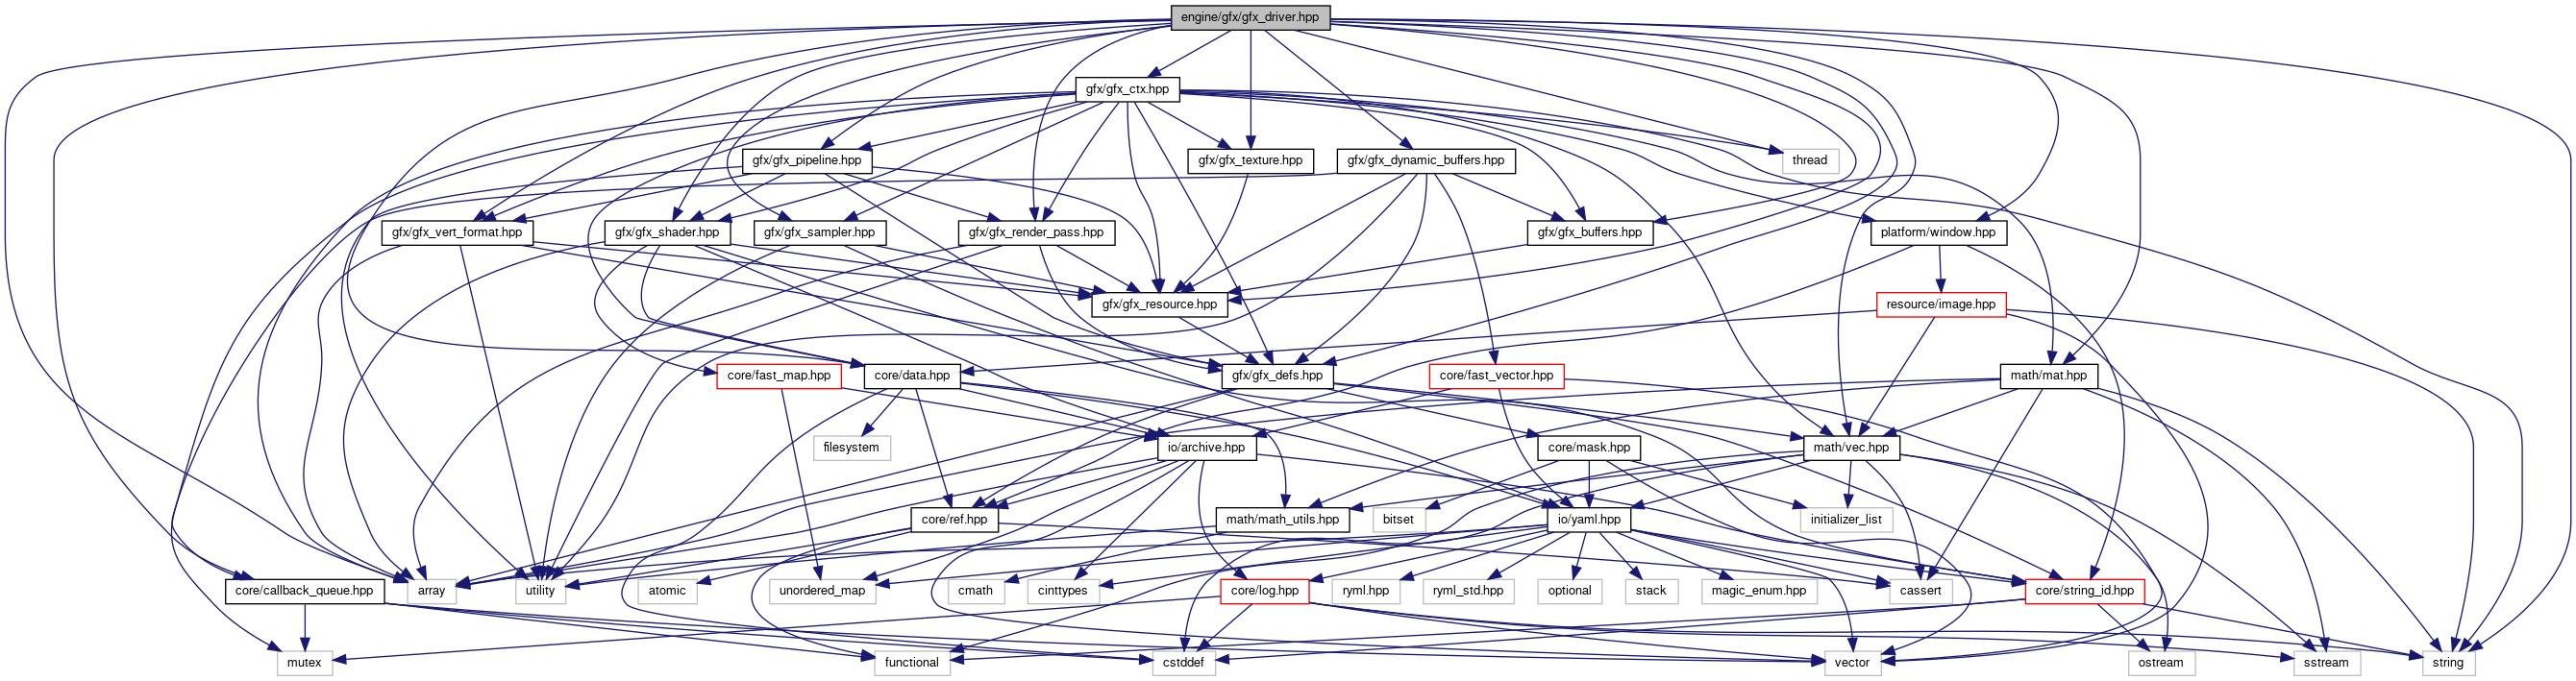 engine/gfx/gfx_driver.hpp
gfx/gfx_ctx.hpp
gfx/gfx_pipeline.hpp
gfx/gfx_texture.hpp
gfx/gfx_dynamic_buffers.hpp
thread
gfx/gfx_vert_format.hpp
gfx/gfx_shader.hpp
gfx/gfx_sampler.hpp
gfx/gfx_render_pass.hpp
gfx/gfx_buffers.hpp
platform/window.hpp
gfx/gfx_resource.hpp
resource/image.hpp
core/fast_map.hpp
core/data.hpp
gfx/gfx_defs.hpp
core/fast_vector.hpp
math/mat.hpp
filesystem
io/archive.hpp
core/mask.hpp
math/vec.hpp
core/ref.hpp
math/math_utils.hpp
bitset
io/yaml.hpp
initializer_list
core/callback_queue.hpp
array
utility
atomic
unordered_map
cmath
cinttypes
core/log.hpp
ryml.hpp
ryml_std.hpp
optional
stack
magic_enum.hpp
cassert
core/string_id.hpp
mutex
functional
cstddef
vector
ostream
sstream
string